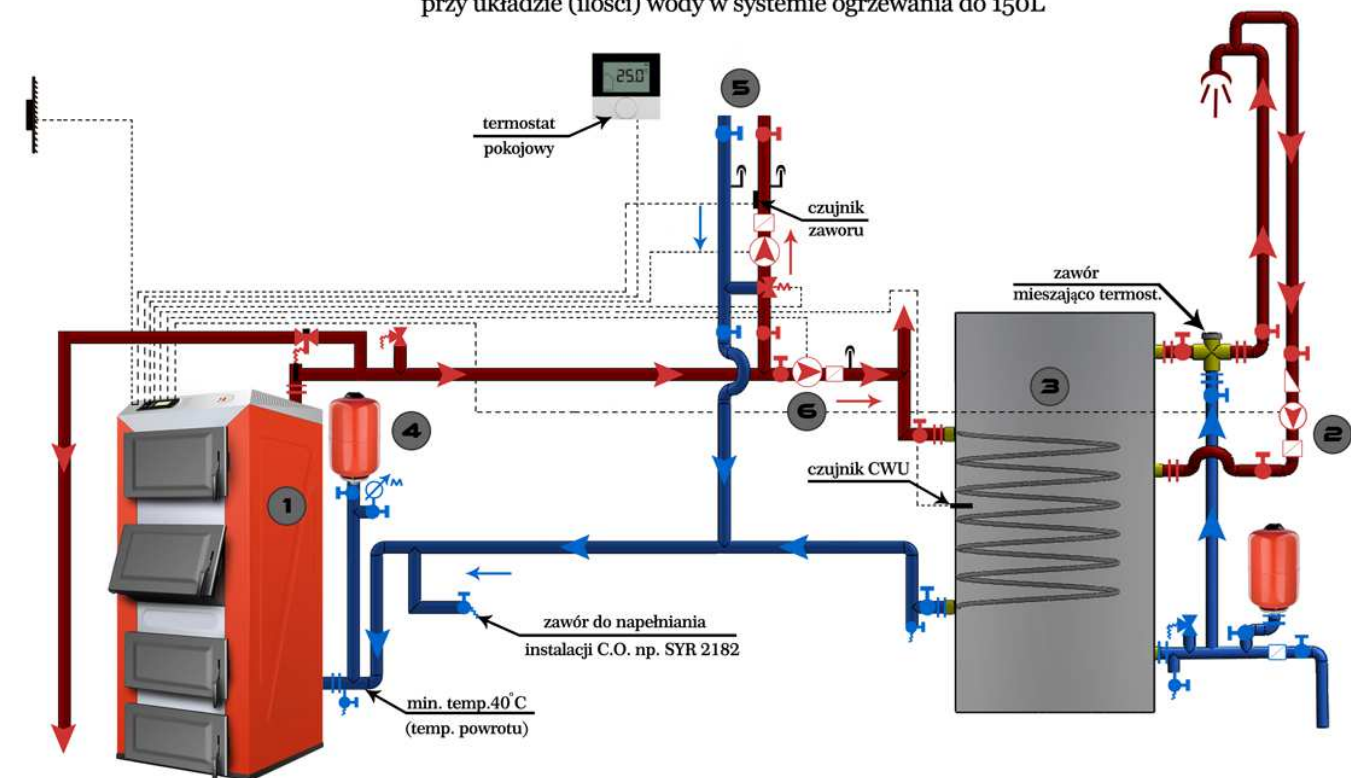 przy układzie (ilości) wody w systemie ogrzewania do 150L
25.0°
5
termostat
pokojowy
czujnik
zaworu
zawór
mieszająco termost.
3
4
6
2
czujnik CWU
1
zawór do napełniania
instalacji C.O. np. SYR 2182
min. temp.40°C
(temp. powrotu)